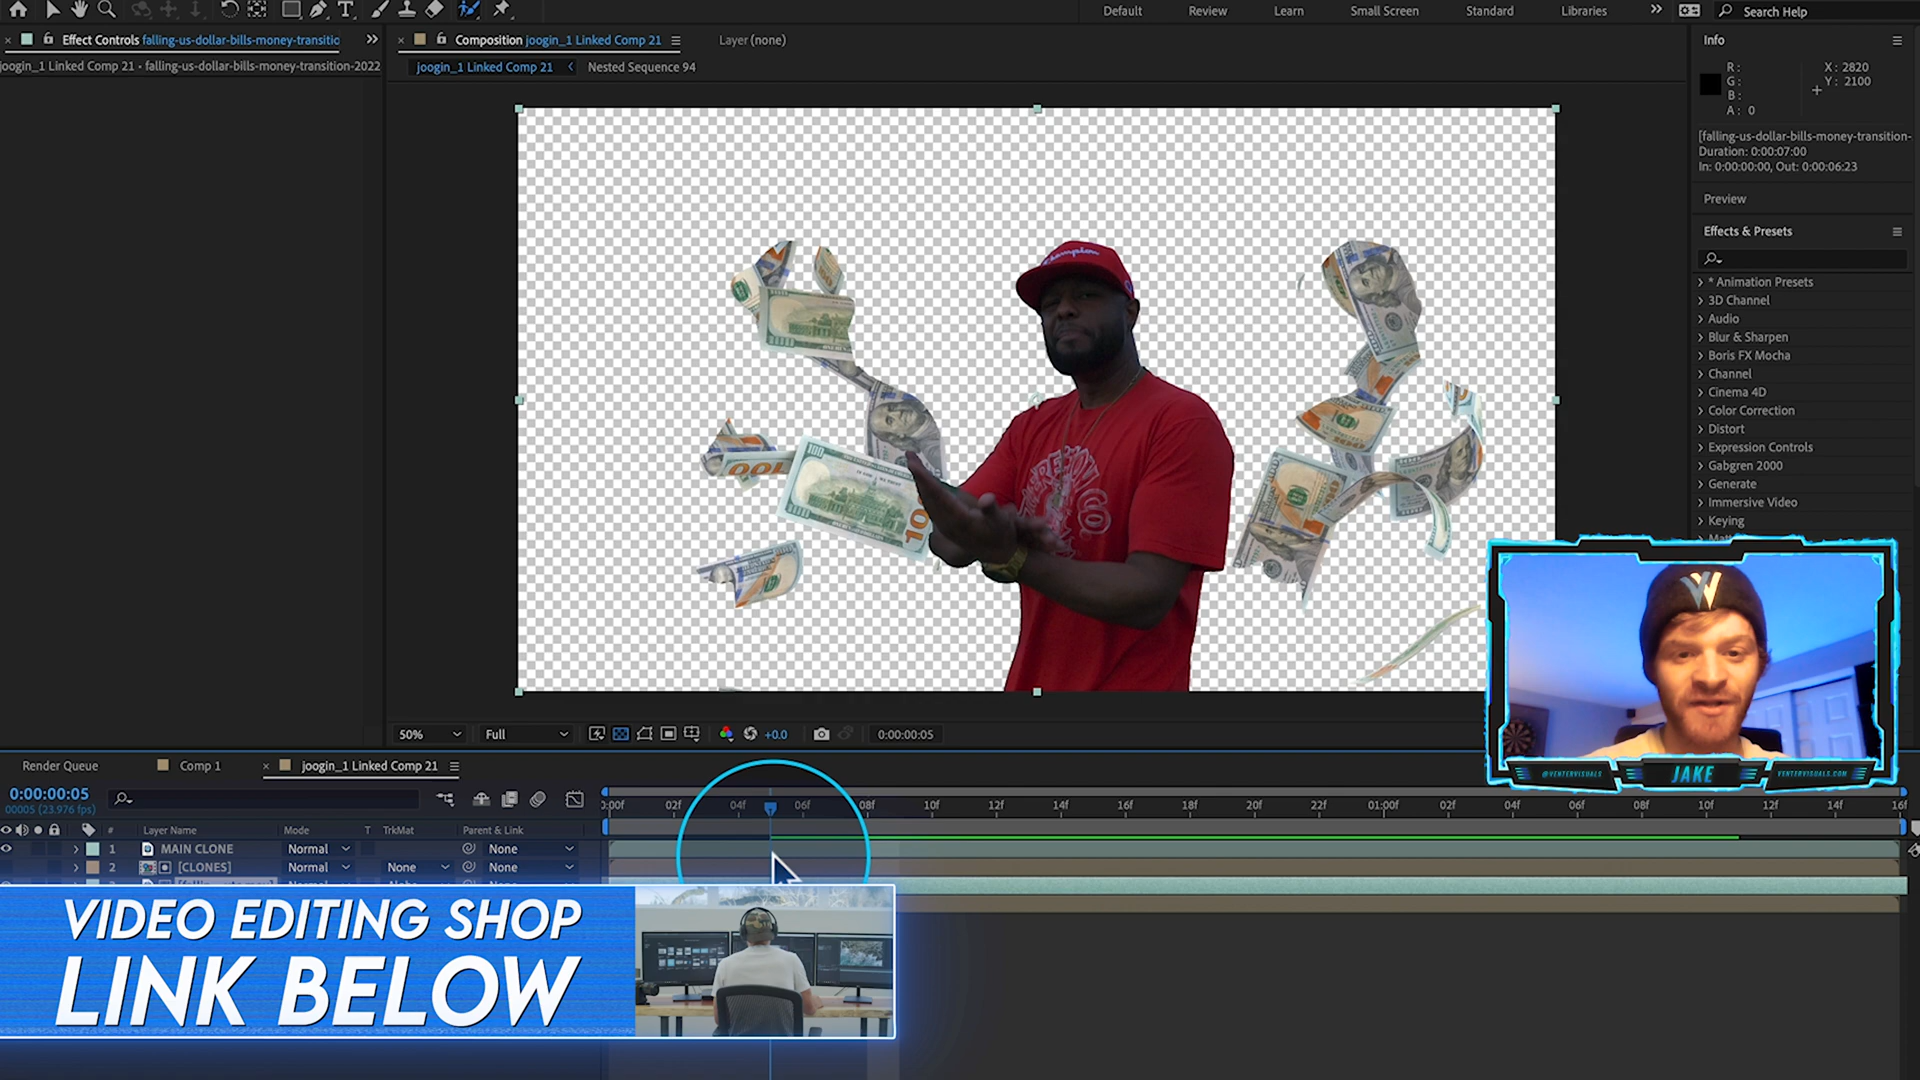 Default
Review
Learn
Small Screen
Standard
Libraries
Search Help
Effect Controls falling-us-dollar-bills-money-transitio
joogin_1 Linked Comp 21 • falling-us-dollar-bills-money-transition-2022
Composition joogin_1 Linked Comp 21
Layer (none)
joogin_1 Linked Comp 21
Nested Sequence 94
Info
R :
G :
B :
A : 0
X : 2820
Y : 2100
[falling-us-dollar-bills-money-transition-
Duration: 0:00:07:00
In: 0:00:00:00, Out: 0:00:06:23
Preview
Effects & Presets
* Animation Presets
3D Channel
Audio
Blur & Sharpen
Boris FX Mocha
Channel
Cinema 4D
Color Correction
Distort
Expression Controls
Gabgren 2000
Generate
Immersive Video
Keying
Champion
100
100
50%
Full
+0.0
0:00:00:05
@VENTERVISUALS
JAKE
VENTERVISUALS.COM
Render Queue
Comp 1
joogin_1 Linked Comp 21
0:00:00:05
00005 (23.976 fps)
0:00f 02f 04f 06f 08f 10f 12f 14f 16f 18f 20f 22f 01:00f 02f 04f 06f 08f 10f 12f 14f 16f
# Layer Name Mode T TrkMat Parent & Link
1 MAIN CLONE Normal None
2 [CLONES] Normal None None
VIDEO EDITING SHOP
LINK BELOW